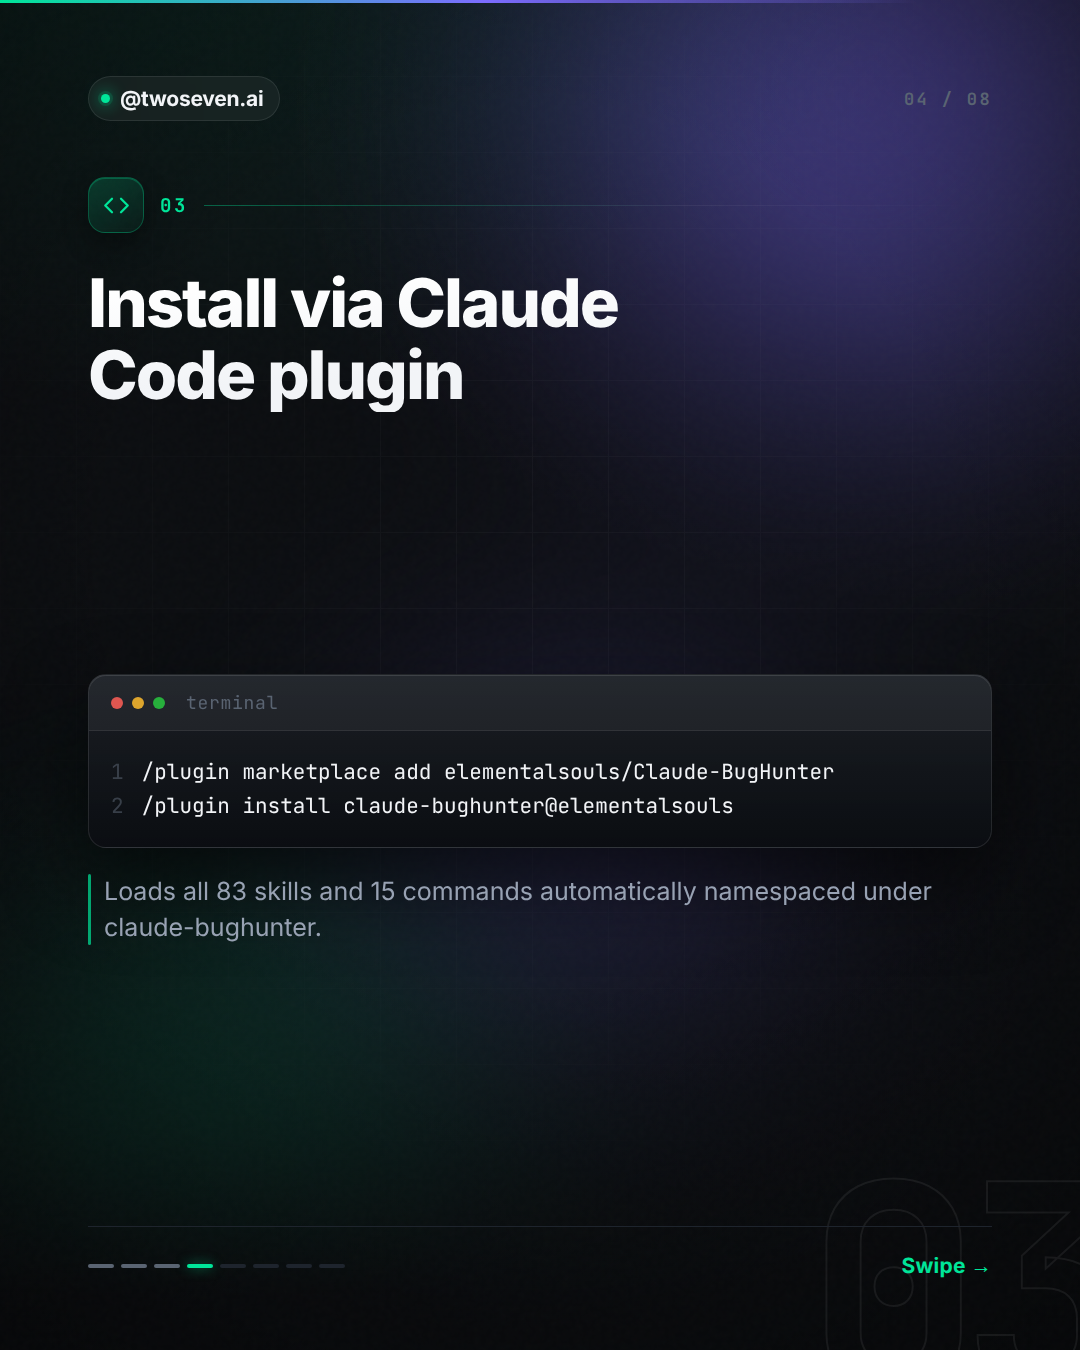 @twoseven.ai
04 / 08
03
Install via Claude
Code plugin
terminal
1 /plugin marketplace add elementalsouls/Claude-BugHunter
2 /plugin install claude-bughunter@elementalsouls
Loads all 83 skills and 15 commands automatically namespaced under
claude-bughunter.
03
Swipe →